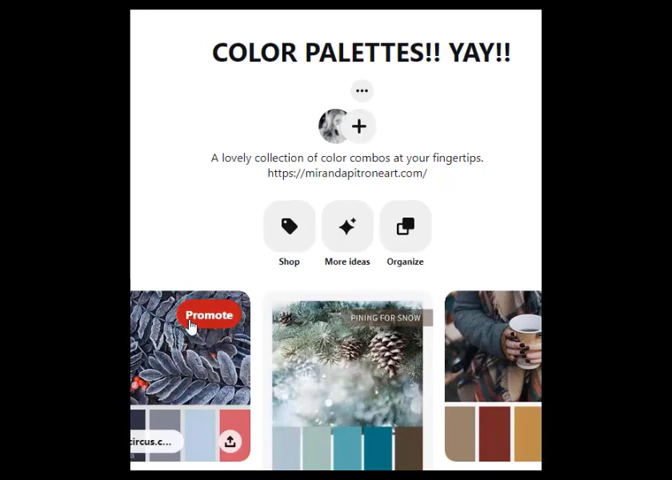 COLOR PALETTES!! YAY!!
A lovely collection of color combos at your fingertips.
https://mirandapitroneart.com/
Shop More ideas Organize
Promote
PINING FOR SNOW
circus.c...